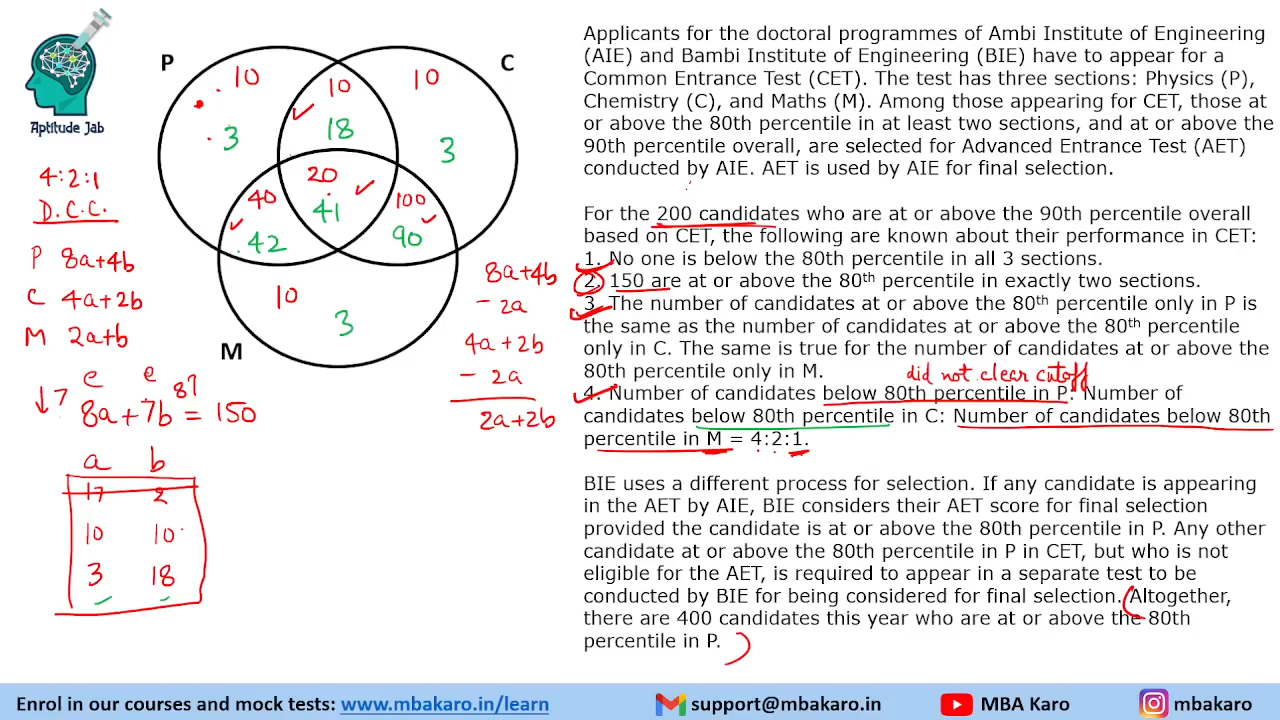 Aptitude Jab
P
C
M
10
10
10
3
18
3
20
40
100
41
42
90
10
3
4:2:1
D.C.C.
P 8a+4b
C 4a+2b
M 2a+b
e e
↓7 8a+7b = 150
87
a b
17 2
10 10
3 18
8a+4b
- 2a
4a+2b
- 2a
2a+2b
Applicants for the doctoral programmes of Ambi Institute of Engineering
(AIE) and Bambi Institute of Engineering (BIE) have to appear for a
Common Entrance Test (CET). The test has three sections: Physics (P),
Chemistry (C), and Maths (M). Among those appearing for CET, those at
or above the 80th percentile in at least two sections, and at or above the
90th percentile overall, are selected for Advanced Entrance Test (AET)
conducted by AIE. AET is used by AIE for final selection.
For the 200 candidates who are at or above the 90th percentile overall
based on CET, the following are known about their performance in CET:
1. No one is below the 80th percentile in all 3 sections.
2. 150 are at or above the 80th percentile in exactly two sections.
3. The number of candidates at or above the 80th percentile only in P is
the same as the number of candidates at or above the 80th percentile
only in C. The same is true for the number of candidates at or above the
80th percentile only in M.
did not clear cutoff
4. Number of candidates below 80th percentile in P: Number of
candidates below 80th percentile in C: Number of candidates below 80th
percentile in M = 4:2:1.
BIE uses a different process for selection. If any candidate is appearing
in the AET by AIE, BIE considers their AET score for final selection
provided the candidate is at or above the 80th percentile in P. Any other
candidate at or above the 80th percentile in P in CET, but who is not
eligible for the AET, is required to appear in a separate test to be
conducted by BIE for being considered for final selection. Altogether,
there are 400 candidates this year who are at or above the 80th
percentile in P.
Enrol in our courses and mock tests: www.mbakaro.in/learn
support@mbakaro.in
MBA Karo
mbakaro